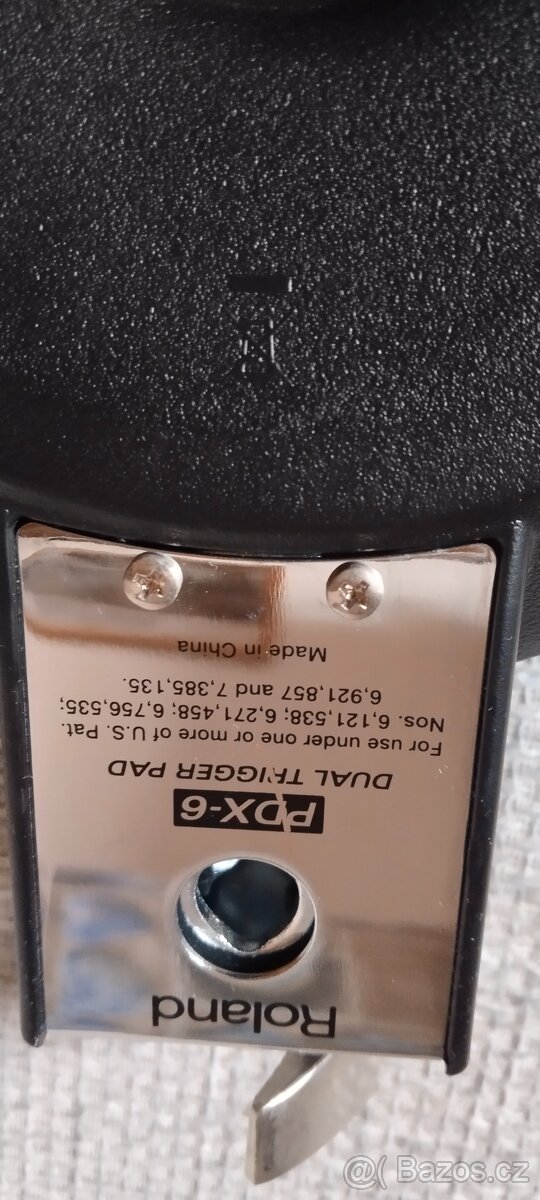 Roland
PDX-6
DUAL TRIGGER PAD
For use under one or more of U.S. Pat.
Nos. 6,121,538; 6,271,458; 6,756,535;
6,921,857 and 7,385,135.
Made in China
@ Bazos.cz